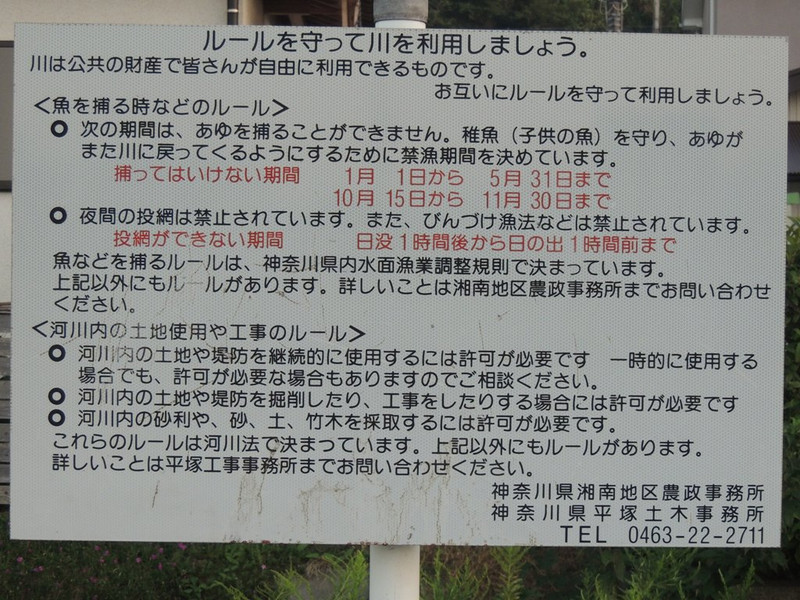 ルールを守って川を利用しましょう。
川は公共の財産で皆さんが自由に利用できるものです。
お互いにルールを守って利用しましょう。
＜魚を捕る時などのルール＞
○ 次の期間は、あゆを捕ることができません。稚魚（子供の魚）を守り、あゆが
また川に戻ってくるようにするために禁漁期間を決めています。
捕ってはいけない期間　1月　1日から　5月 31日まで
10月 15日から　11月 30日まで
○ 夜間の投網は禁止されています。また、びんづけ漁法などは禁止されています。
投網ができない期間　日没１時間後から日の出１時間前まで
魚などを捕るルールは、神奈川県内水面漁業調整規則で決まっています。
上記以外にもルールがあります。詳しいことは湘南地区農政事務所までお問い合わせ
ください。
＜河川内の土地使用や工事のルール＞
○ 河川内の土地や堤防を継続的に使用するには許可が必要です　一時的に使用する
場合でも、許可が必要な場合もありますのでご相談ください。
○ 河川内の土地や堤防を掘削したり、工事をしたりする場合には許可が必要です
○ 河川内の砂利や、砂、土、竹木を採取するには許可が必要です。
これらのルールは河川法で決まつています。上記以外にもルールがあります。
詳しいことは平塚工事事務所までお問い合わせください。
神奈川県湘南地区農政事務所
神奈川県平塚土木事務所
TEL 0463-22-2711